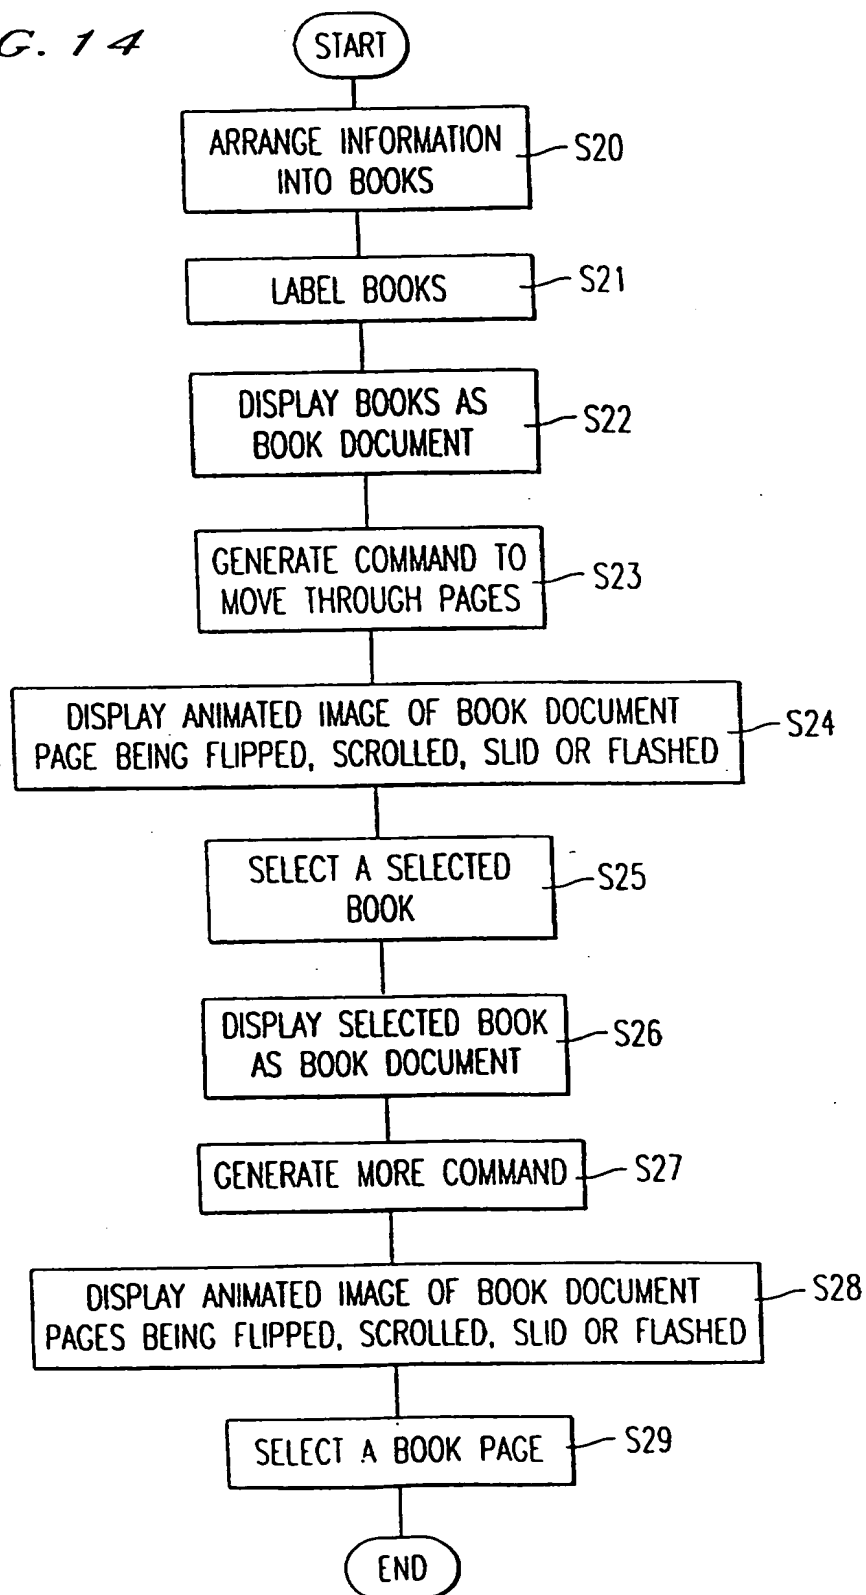 G. 14
START
ARRANGE INFORMATION
INTO BOOKS
S20
LABEL BOOKS
S21
DISPLAY BOOKS AS
BOOK DOCUMENT
S22
GENERATE COMMAND TO
MOVE THROUGH PAGES
S23
DISPLAY ANIMATED IMAGE OF BOOK DOCUMENT
PAGE BEING FLIPPED, SCROLLED, SLID OR FLASHED
S24
SELECT A SELECTED
BOOK
S25
DISPLAY SELECTED BOOK
AS BOOK DOCUMENT
S26
GENERATE MORE COMMAND
S27
DISPLAY ANIMATED IMAGE OF BOOK DOCUMENT
PAGES BEING FLIPPED, SCROLLED, SLID OR FLASHED
S28
SELECT A BOOK PAGE
S29
END